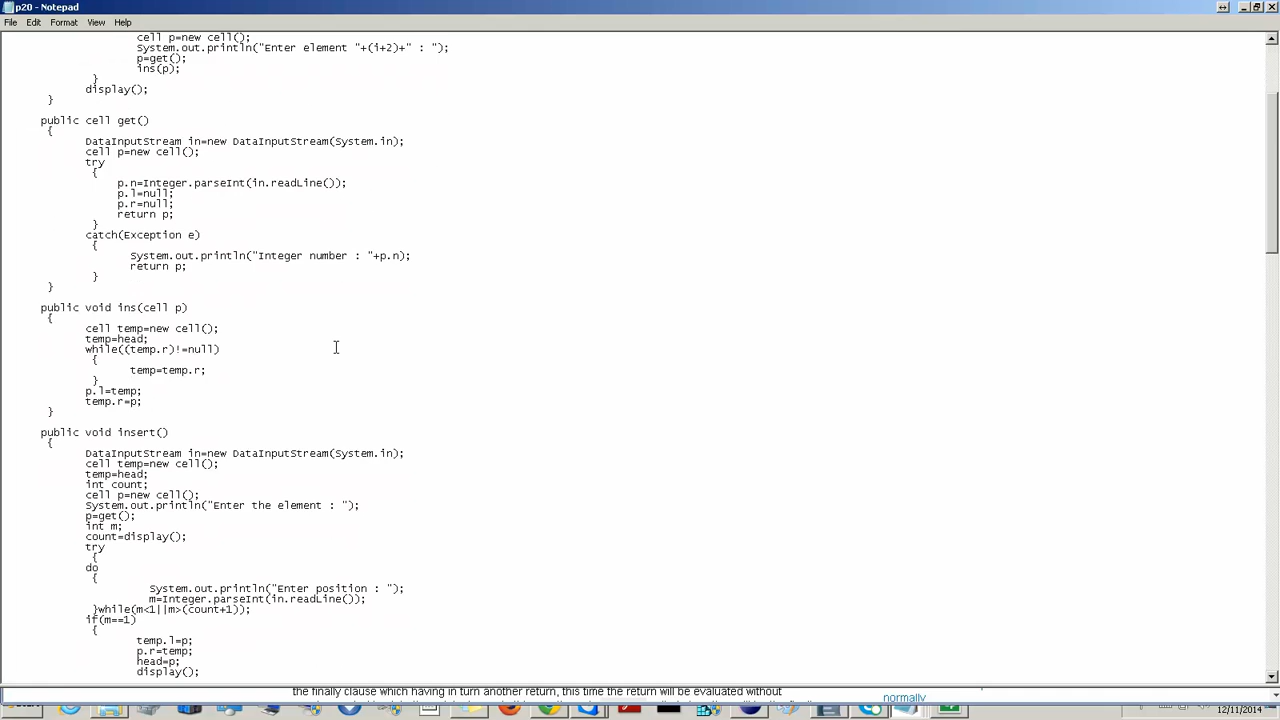 p20 - Notepad
File Edit Format View Help
cell p=new cell();
System.out.println("Enter element "+(i+2)+" : ");
p=get();
ins(p);
}
display();
}
public cell get()
{
DataInputStream in=new DataInputStream(System.in);
cell p=new cell();
try
{
p.n=Integer.parseInt(in.readLine());
p.l=null;
p.r=null;
return p;
}
catch(Exception e)
{
System.out.println("Integer number : "+p.n);
return p;
}
}
public void ins(cell p)
{
cell temp=new cell();
temp=head;
while((temp.r)!=null)
{
temp=temp.r;
}
p.l=temp;
temp.r=p;
}
public void insert()
{
DataInputStream in=new DataInputStream(System.in);
cell temp=new cell();
temp=head;
int count;
cell p=new cell();
System.out.println("Enter the element : ");
p=get();
int m;
count=display();
try
{
do
{
System.out.println("Enter position : ");
m=Integer.parseInt(in.readLine());
}while(m<1||m>(count+1));
if(m==1)
{
temp.l=p;
p.r=temp;
head=p;
display();
the finally clause which having in turn another return, this time the return will be evaluated without
normally
12/11/2014